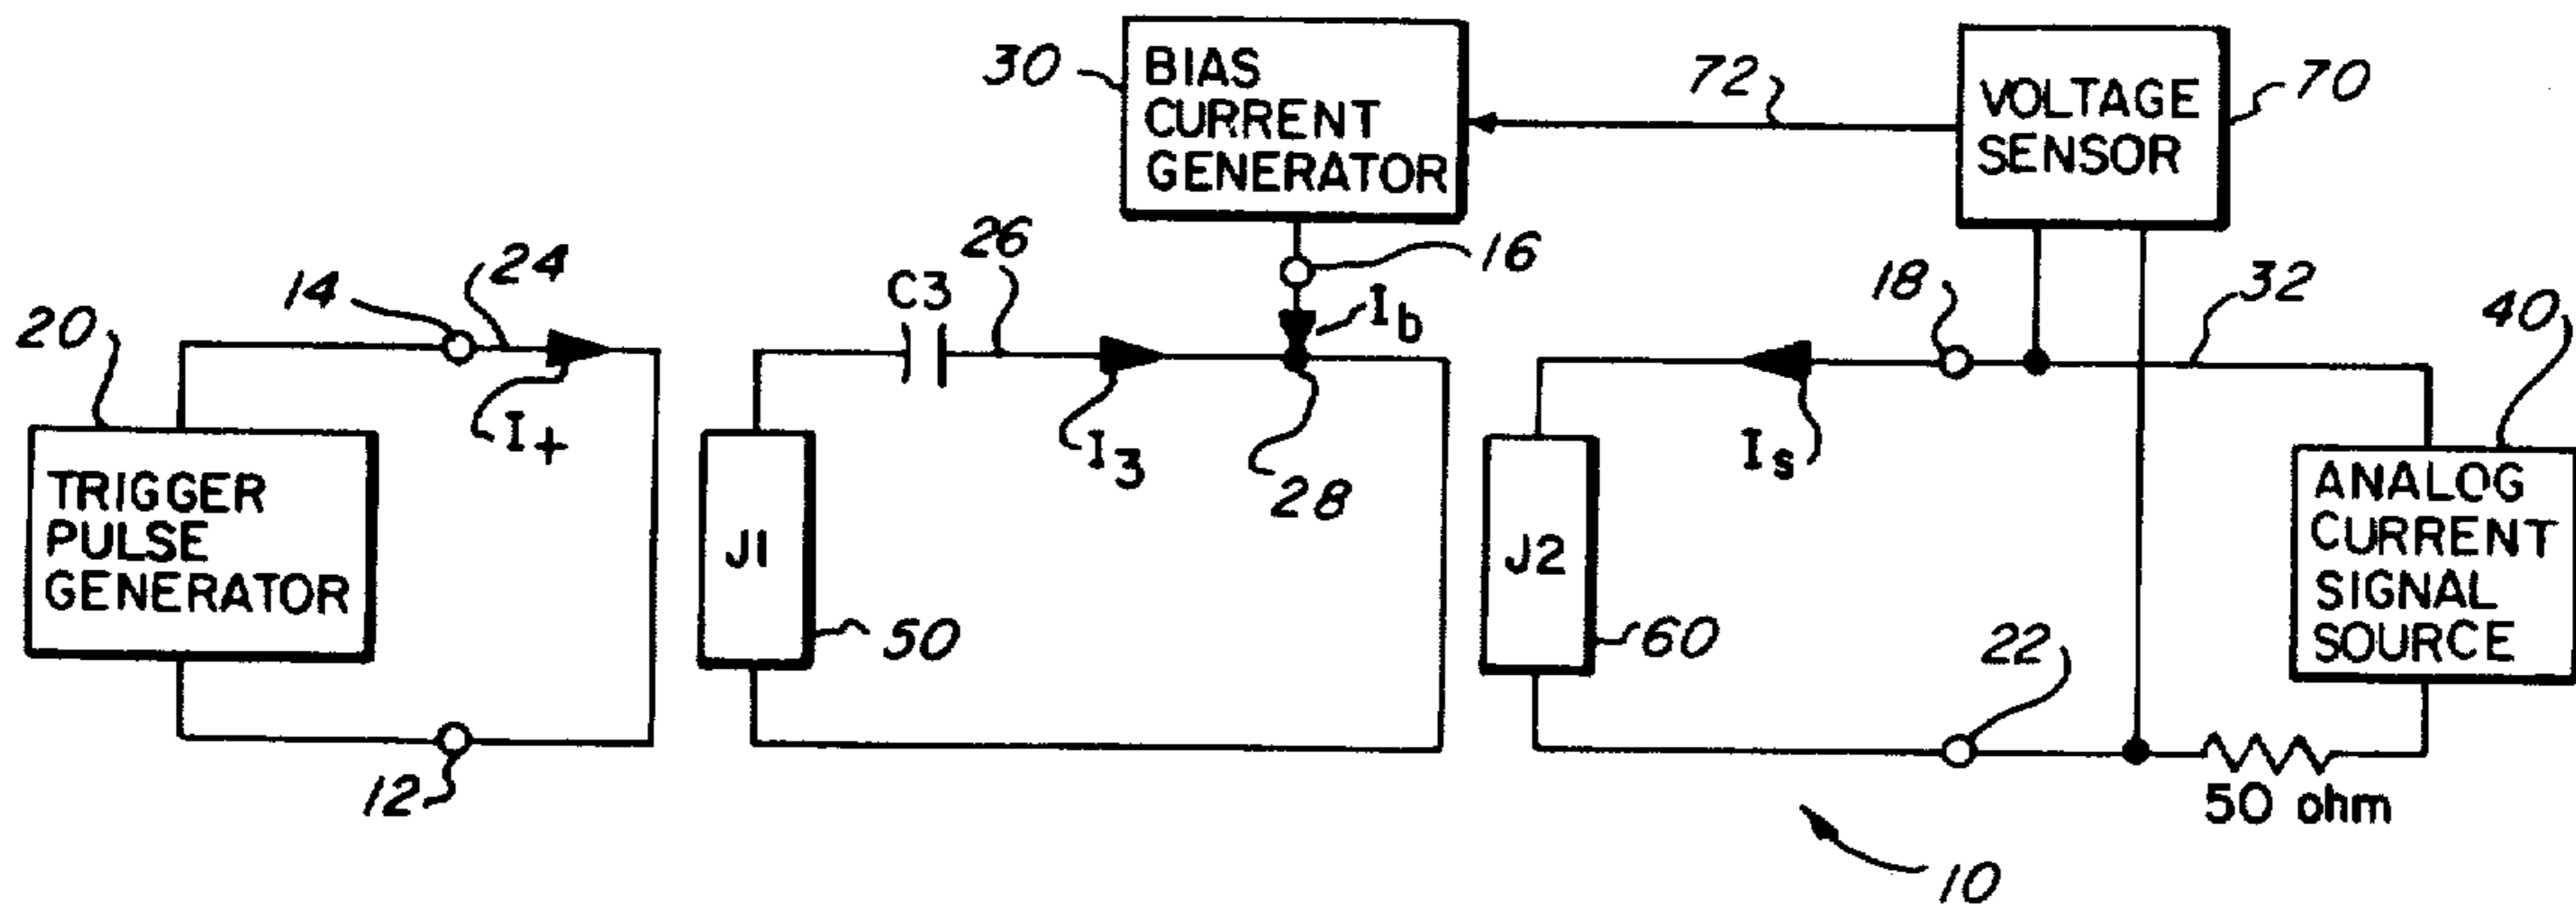 30
BIAS
CURRENT
GENERATOR
72
VOLTAGE
SENSOR
70
20
14
24
I+
C3
26
16
Ib
I3
28
18
32
40
Is
TRIGGER
PULSE
GENERATOR
J1
50
J2
60
ANALOG
CURRENT
SIGNAL
SOURCE
12
22
50 ohm
10